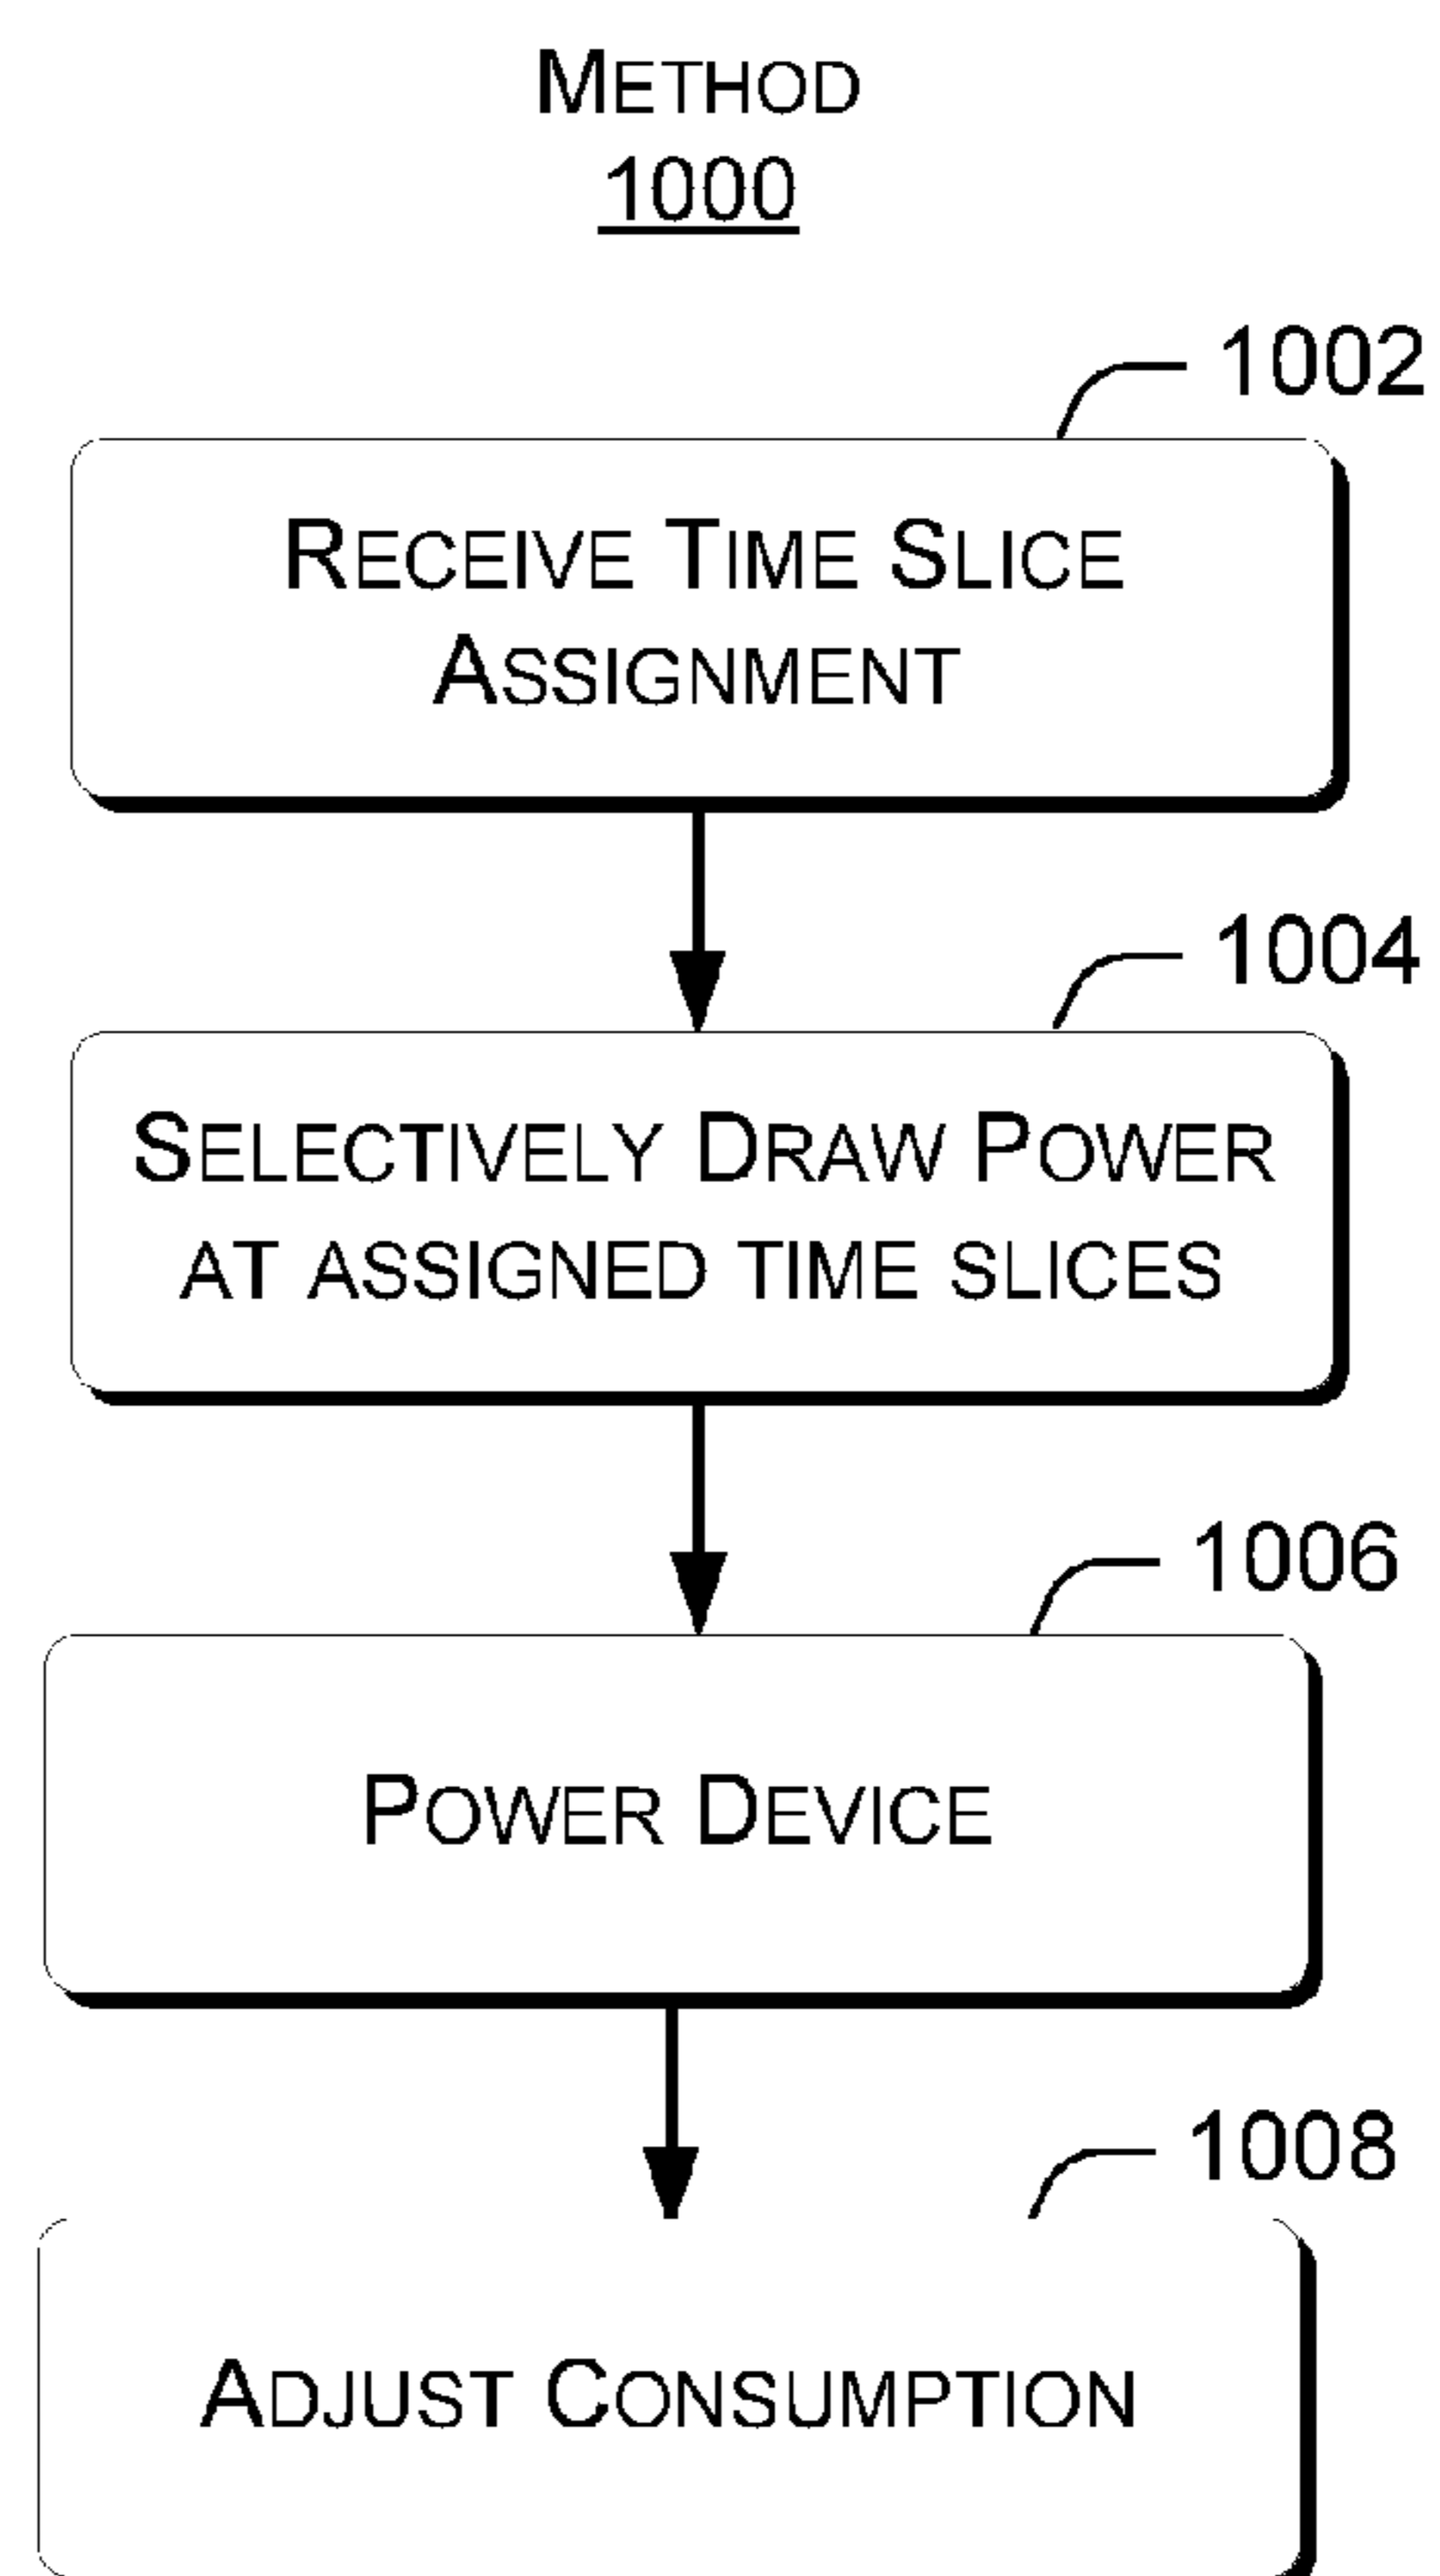 METHOD
1000
1002
RECEIVE TIME SLICE
ASSIGNMENT
1004
SELECTIVELY DRAW POWER
AT ASSIGNED TIME SLICES
1006
POWER DEVICE
1008
ADJUST CONSUMPTION